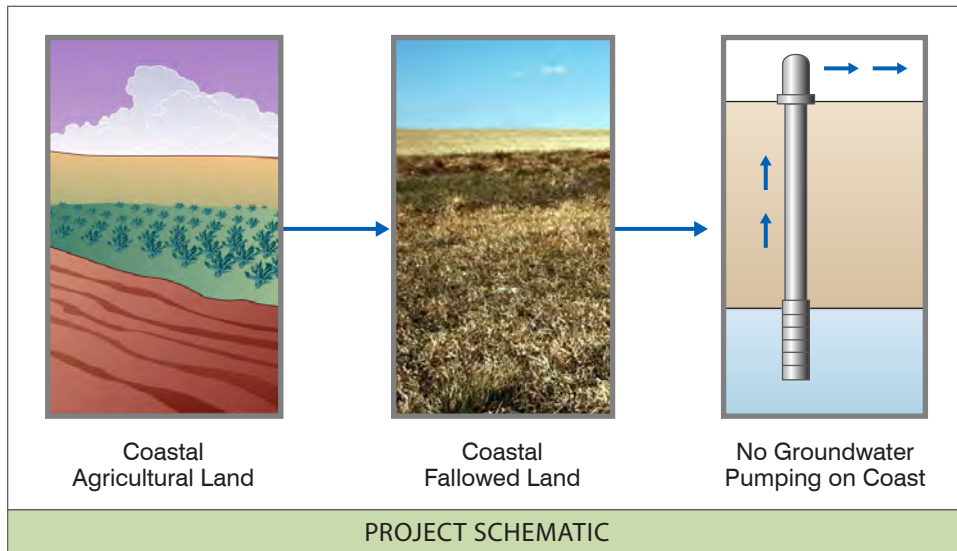 Coastal
Agricultural Land
Coastal
Fallowed Land
No Groundwater
Pumping on Coast
PROJECT SCHEMATIC